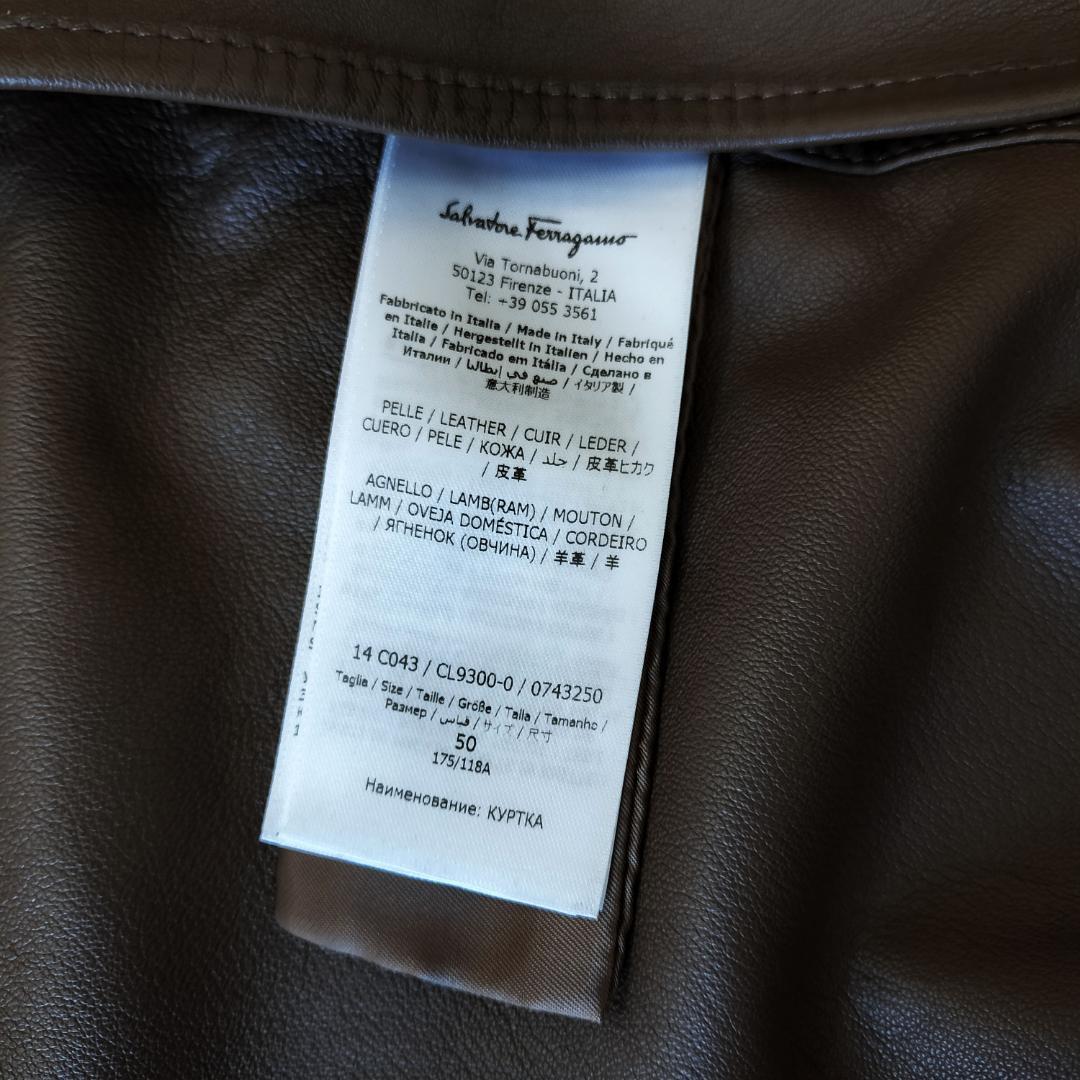 Salvatore Ferragamo
Via Tornabuoni, 2
50123 Firenze - ITALIA
Tel: +39 055 3561
Fabbricato in Italia / Made in Italy / Fabriqué
en Italie / Hergestellt in Italien / Hecho en
Italia / Fabricado em Itália / Сделано в
Италии / صنع في إيطاليا / イタリア製 /
意大利制造
PELLE / LEATHER / CUIR / LEDER /
CUERO / PELE / КОЖА / جلد / 皮革ヒカク
/ 皮革
AGNELLO / LAMB(RAM) / MOUTON /
LAMM / OVEJA DOMÉSTICA / CORDEIRO
/ ЯГНЕНОК (ОВЧИНА) / 羊革 / 羊
14 C043 / CL9300-0 / 0743250
Taglia / Size / Taille / Größe / Talla / Tamanho /
Размер / قياس / サイズ / 尺寸
50
175/118A
Наименование: КУРТКА